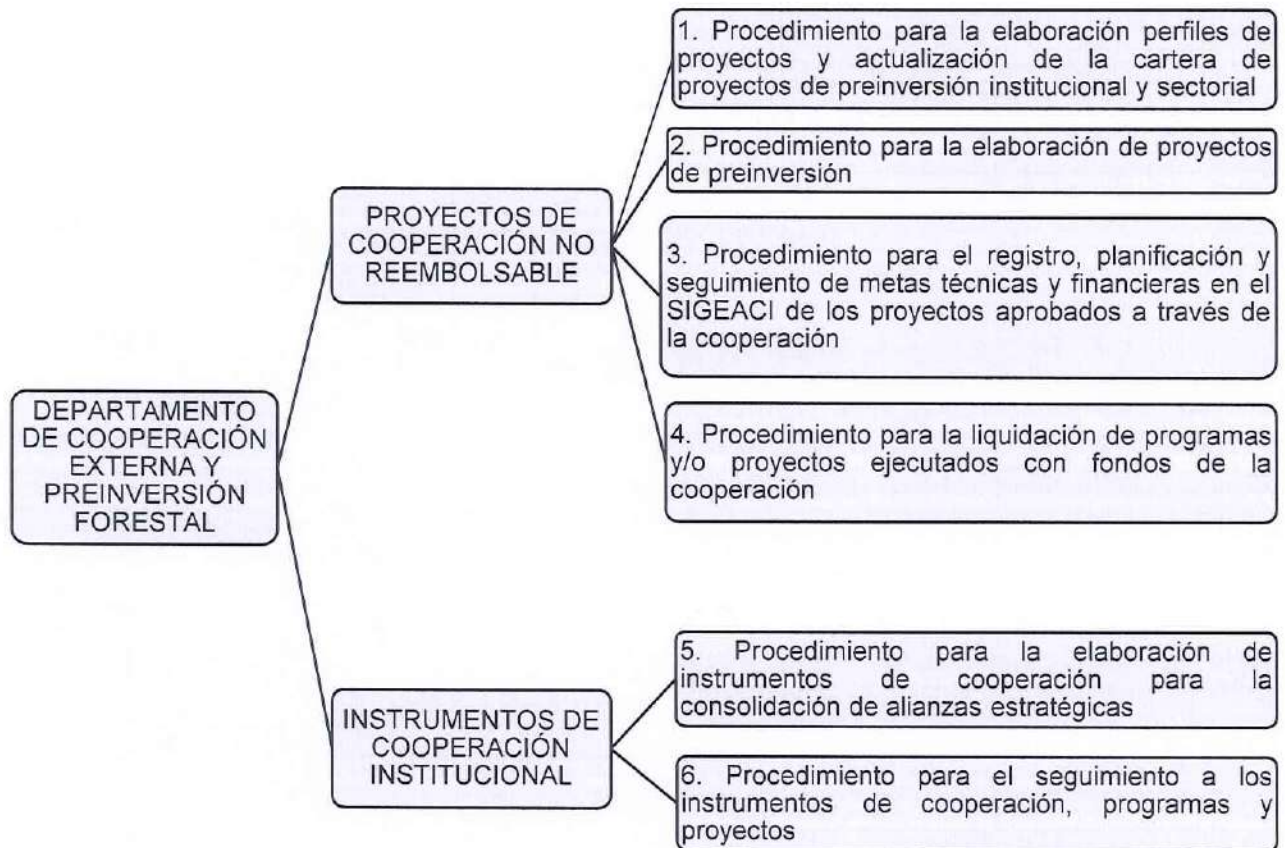 DEPARTAMENTO
DE COOPERACIÓN
EXTERNA Y
PREINVERSIÓN
FORESTAL
PROYECTOS DE
COOPERACIÓN NO
REEMBOLSABLE
1. Procedimiento para la elaboración perfiles de
proyectos y actualización de la cartera de
proyectos de preinversión institucional y sectorial
2. Procedimiento para la elaboración de proyectos
de preinversión
3. Procedimiento para el registro, planificación y
seguimiento de metas técnicas y financieras en el
SIGEACI de los proyectos aprobados a través de
la cooperación
4. Procedimiento para la liquidación de programas
y/o proyectos ejecutados con fondos de la
cooperación
INSTRUMENTOS DE
COOPERACIÓN
INSTITUCIONAL
5. Procedimiento para la elaboración de
instrumentos de cooperación para la
consolidación de alianzas estratégicas
6. Procedimiento para el seguimiento a los
instrumentos de cooperación, programas y
proyectos